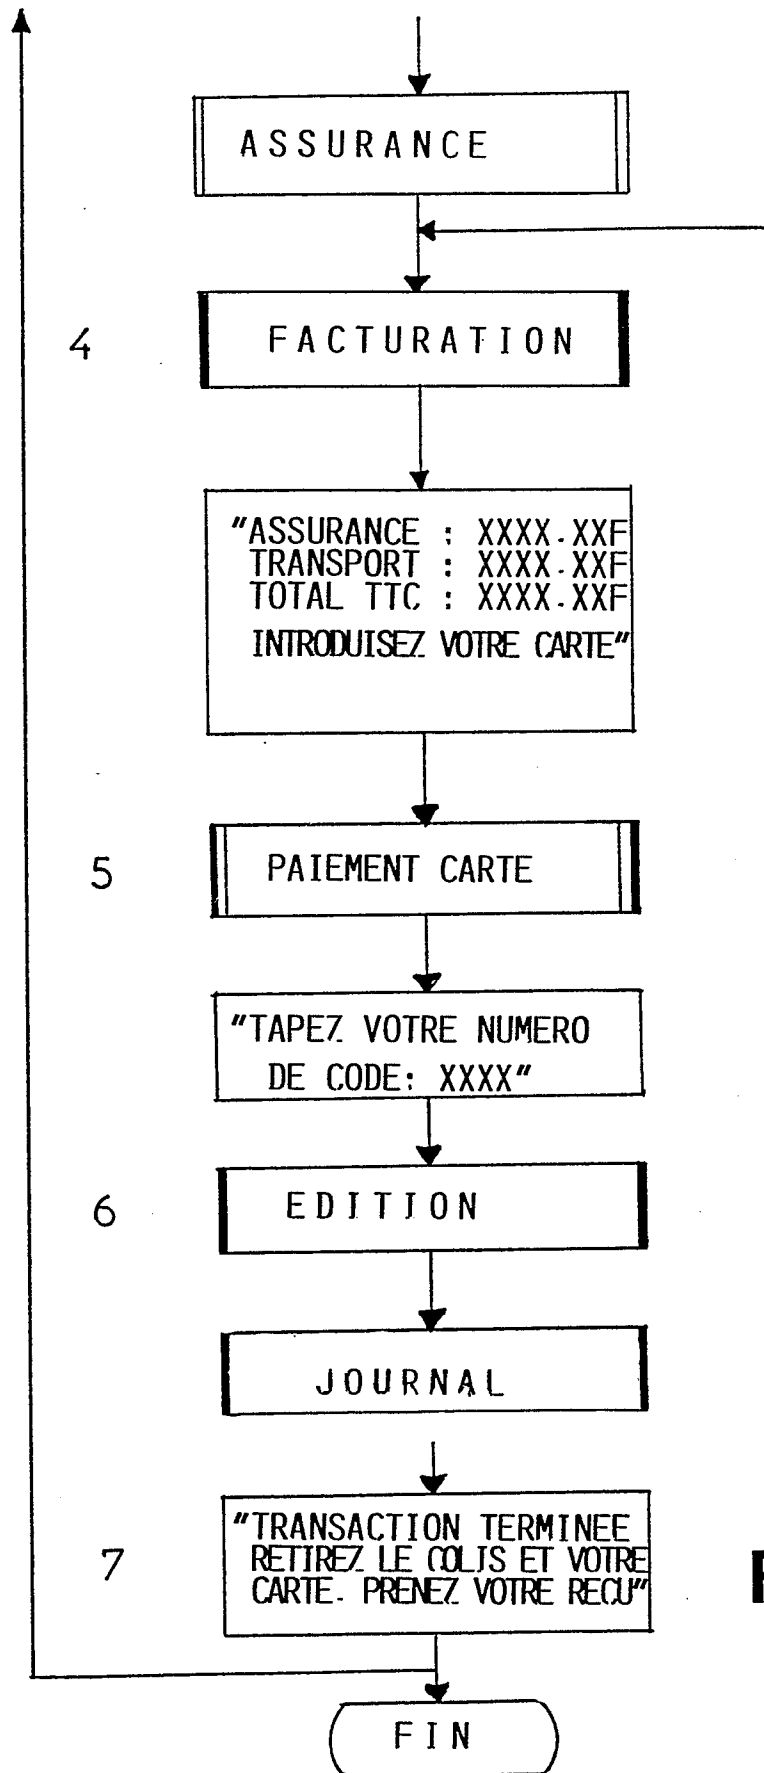 ASSURANCE
4
FACTURATION
"ASSURANCE : XXXX.XXF
TRANSPORT : XXXX.XXF
TOTAL TTC : XXXX.XXF
INTRODUISEZ VOTRE CARTE"
5
PAIEMENT CARTE
"TAPEZ VOTRE NUMERO
DE CODE: XXXX"
6
EDITION
JOURNAL
7
"TRANSACTION TERMINEE
RETIREZ LE COLIS ET VOTRE
CARTE. PRENEZ VOTRE RECU"
FIN